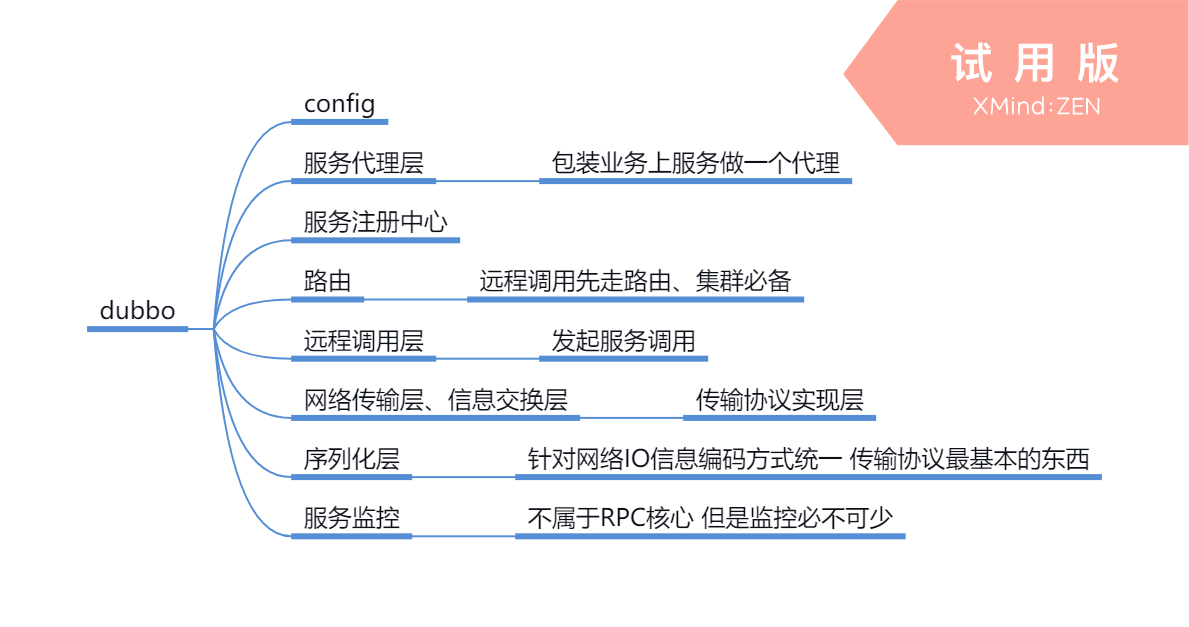 试用版
XMind:ZEN
config
服务代理层
包装业务上服务做一个代理
服务注册中心
路由
远程调用先走路由、集群必备
dubbo
远程调用层
发起服务调用
网络传输层、信息交换层
传输协议实现层
序列化层
针对网络IO信息编码方式统一 传输协议最基本的东西
服务监控
不属于RPC核心 但是监控必不可少